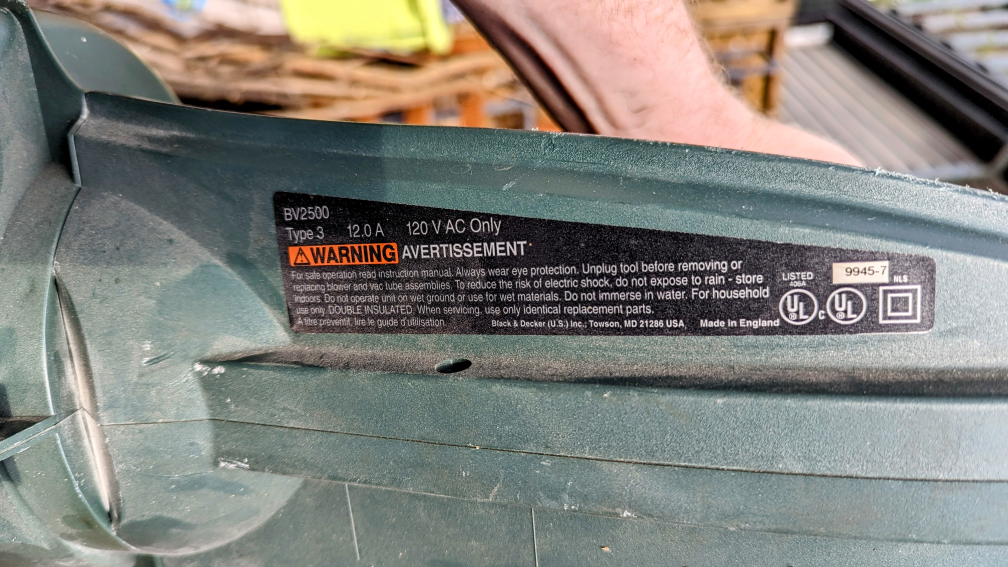 BV2500
Type 3 12.0 A 120 V AC Only
WARNING AVERTISSEMENT
For safe operation read instruction manual. Always wear eye protection. Unplug tool before removing or
replacing blower and vac tube assemblies. To reduce the risk of electric shock, do not expose to rain - store
indoors. Do not operate unit on wet ground or use for wet materials. Do not immerse in water. For household
use only. DOUBLE INSULATED. When servicing, use only identical replacement parts.
A titre preventif, lire le guide d'utilisation.
Black & Decker (U.S.) Inc., Towson, MD 21286 USA Made in England
LISTED
406A
UL
C UL
9945-7
NLS